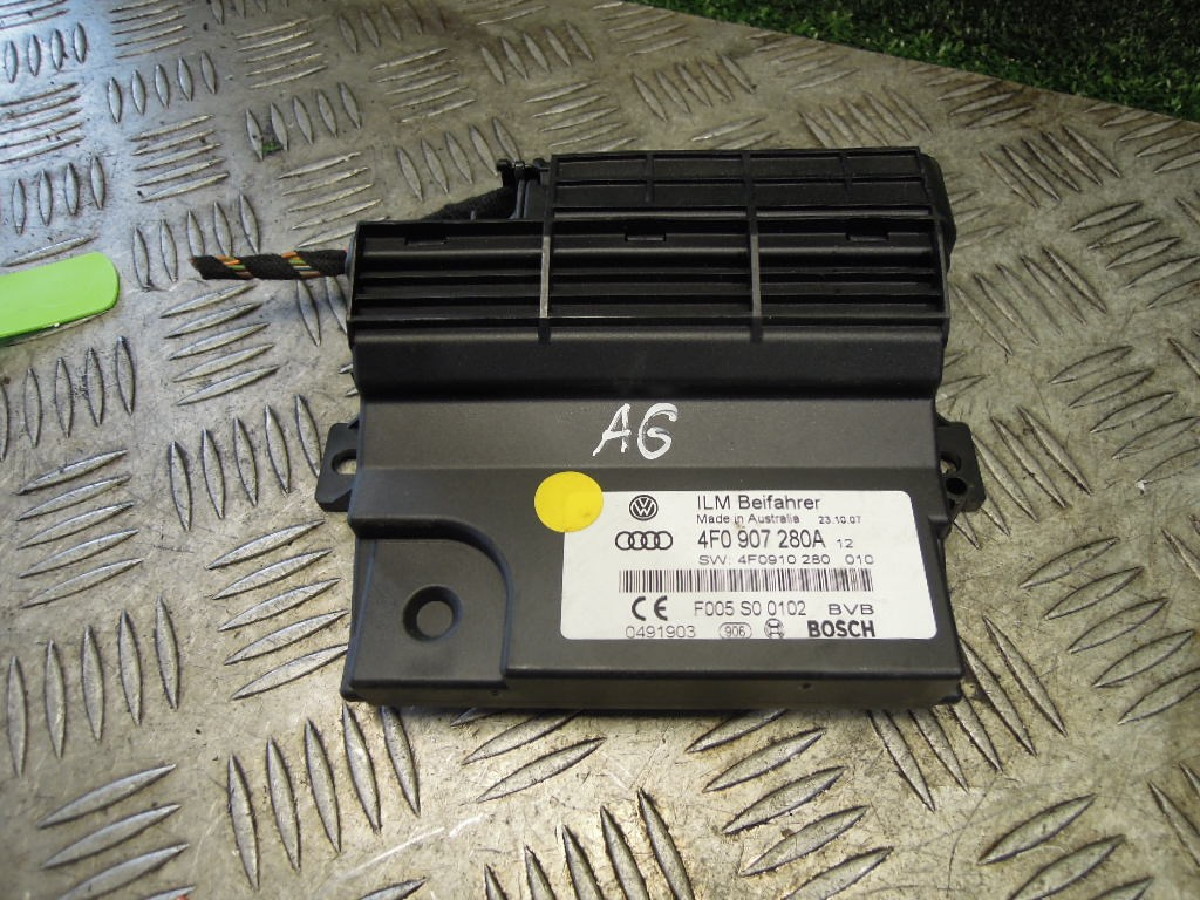 AG
ILM Beifahrer
Made in Australia 23.10.07
4F0 907 280A 12
SW: 4F0910 280 010
CE F005 S0 0102 BVB
0491903 906 BOSCH